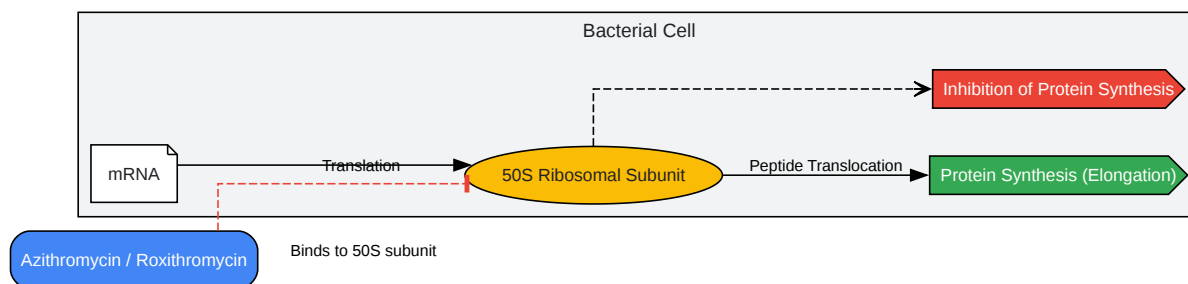 Bacterial Cell
Inhibition of Protein Synthesis
mRNA
Translation
50S Ribosomal Subunit
Peptide Translocation
Protein Synthesis (Elongation)
Azithromycin / Roxithromycin
Binds to 50S subunit